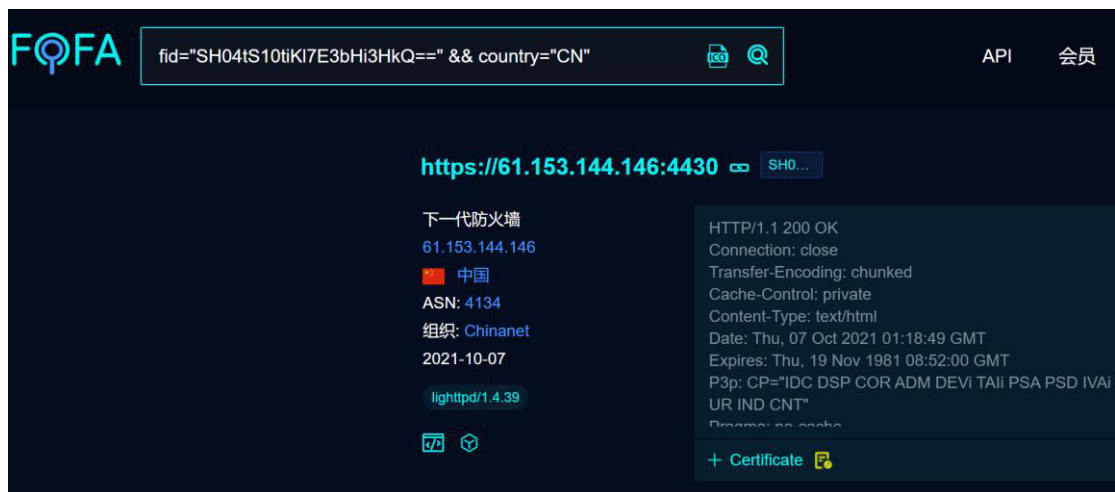 FOFA
fid="SH04tS10tiKl7E3bHi3HkQ==" && country="CN"
ICO
API
会员
https://61.153.144.146:4430
SH0...
下一代防火墙
61.153.144.146
中国
ASN: 4134
组织: Chinanet
2021-10-07
lighttpd/1.4.39
HTTP/1.1 200 OK
Connection: close
Transfer-Encoding: chunked
Cache-Control: private
Content-Type: text/html
Date: Thu, 07 Oct 2021 01:18:49 GMT
Expires: Thu, 19 Nov 1981 08:52:00 GMT
P3p: CP="IDC DSP COR ADM DEVi TAIi PSA PSD IVAi
UR IND CNT"
Pragma: no-cache
+ Certificate